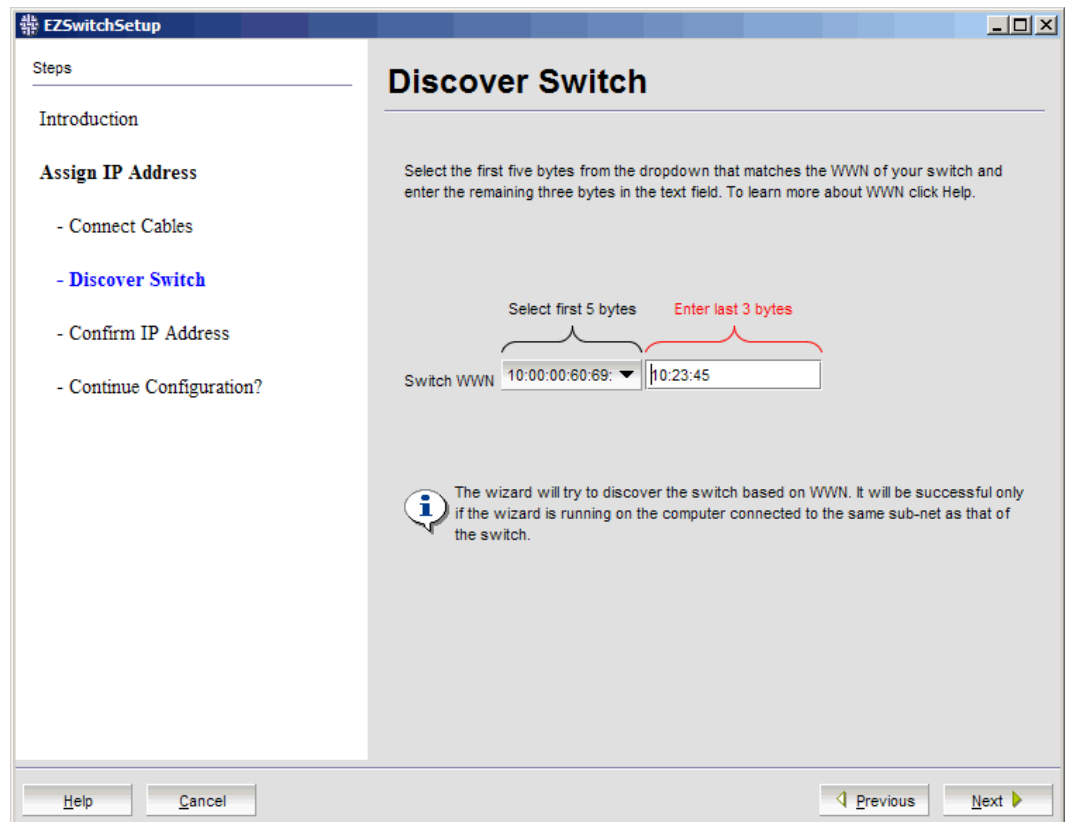 EZSwitchSetup
Steps
Introduction
Assign IP Address
- Connect Cables
- Discover Switch
- Confirm IP Address
- Continue Configuration?
Discover Switch
Select the first five bytes from the dropdown that matches the WWN of your switch and
enter the remaining three bytes in the text field. To learn more about WWN click Help.
Select first 5 bytes Enter last 3 bytes
Switch WWN 10:00:00:60:69: 10:23:45
The wizard will try to discover the switch based on WWN. It will be successful only
if the wizard is running on the computer connected to the same sub-net as that of
the switch.
Help Cancel Previous Next